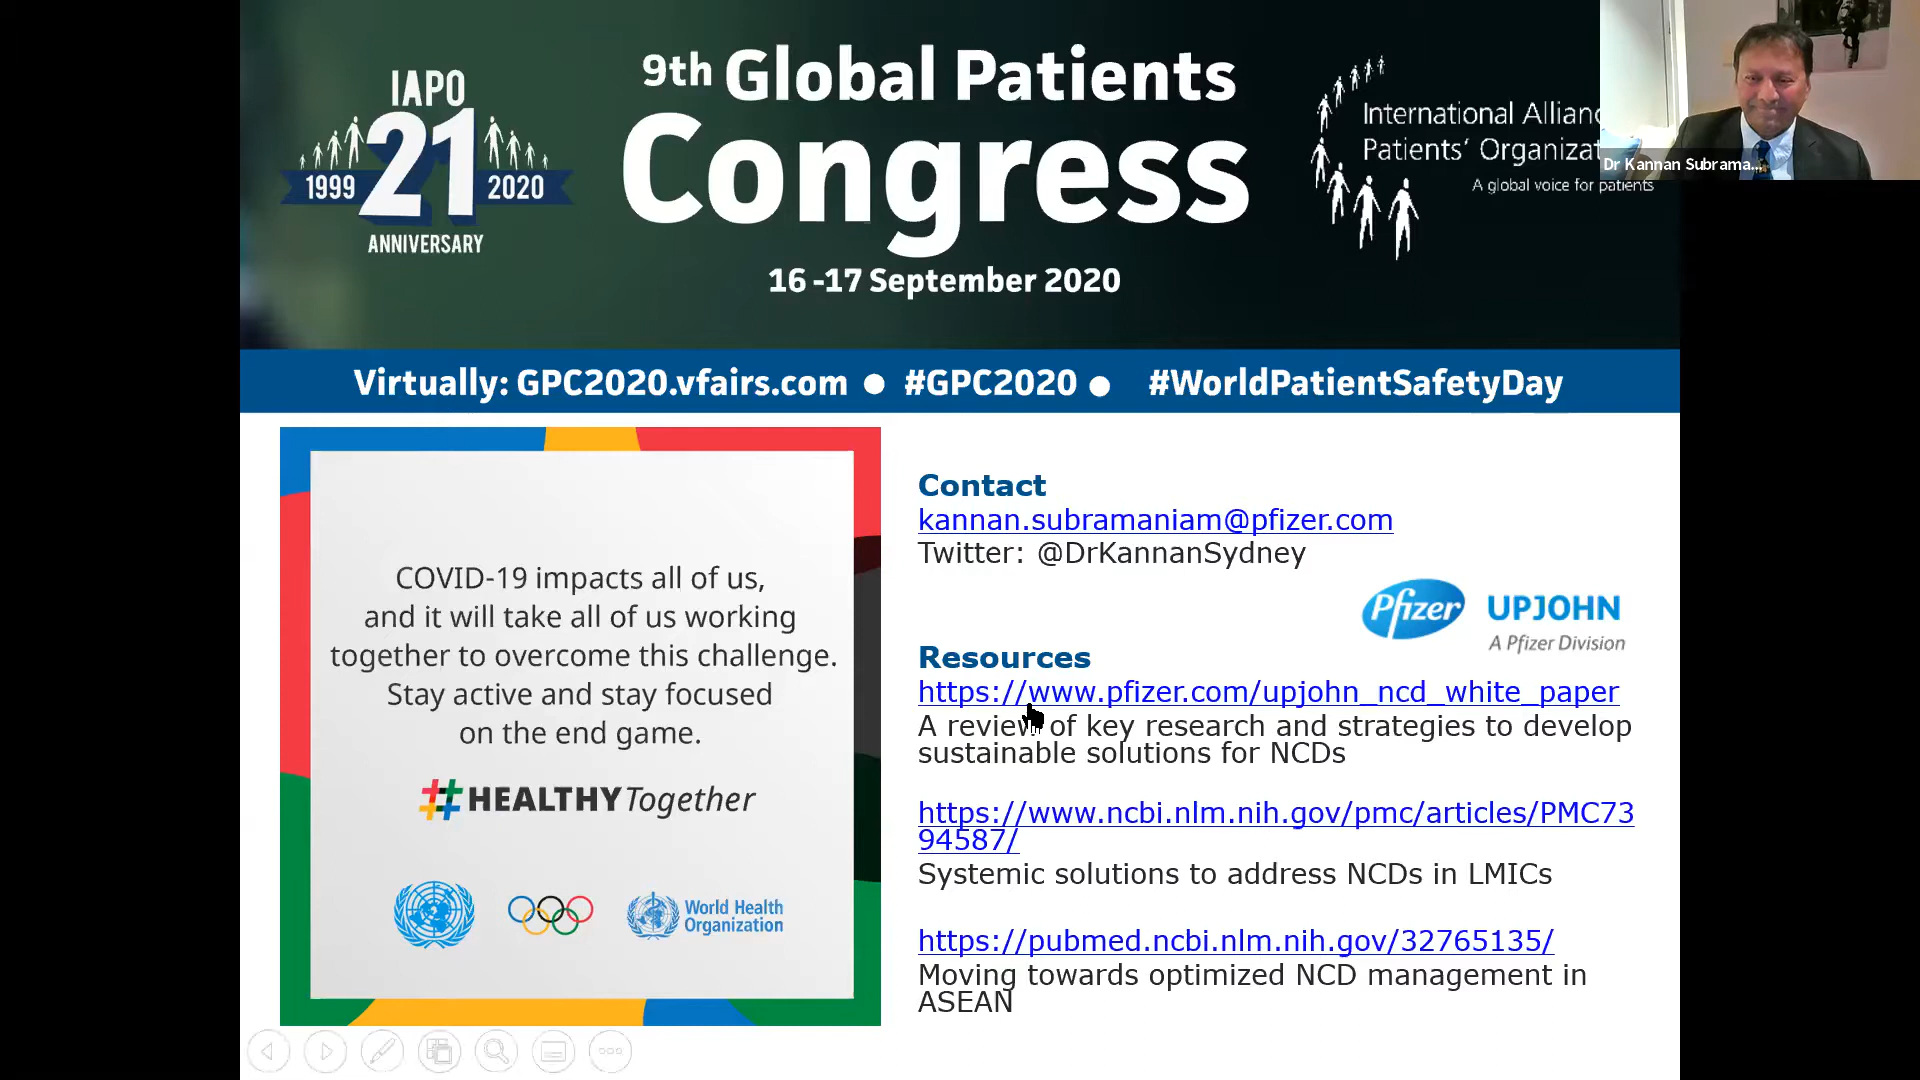 IAPO
21
1999
2020
ANNIVERSARY
9th Global Patients
Congress
16 -17 September 2020
International Allianc
Patients' Organizat
A global voice for patients
Dr Kannan Subrama...
Virtually: GPC2020.vfairs.com ● #GPC2020 ● #WorldPatientSafetyDay
COVID-19 impacts all of us,
and it will take all of us working
together to overcome this challenge.
Stay active and stay focused
on the end game.
#HEALTHYTogether
World Health
Organization
Contact
kannan.subramaniam@pfizer.com
Twitter: @DrKannanSydney
Pfizer
UPJOHN
A Pfizer Division
Resources
https://www.pfizer.com/upjohn_ncd_white_paper
A review of key research and strategies to develop
sustainable solutions for NCDs
https://www.ncbi.nlm.nih.gov/pmc/articles/PMC73
94587/
Systemic solutions to address NCDs in LMICs
https://pubmed.ncbi.nlm.nih.gov/32765135/
Moving towards optimized NCD management in
ASEAN